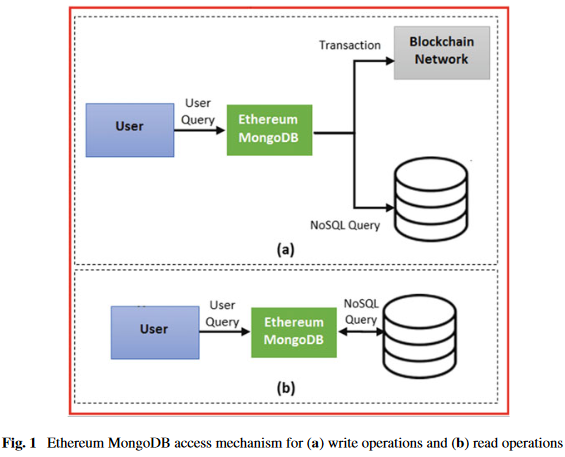 Transaction
Blockchain
Network
User
User
Query
Ethereum
MongoDB
NoSQL Query
(a)
User
User
Query
Ethereum
MongoDB
NoSQL
Query
(b)
Fig. 1 Ethereum MongoDB access mechanism for (a) write operations and (b) read operations